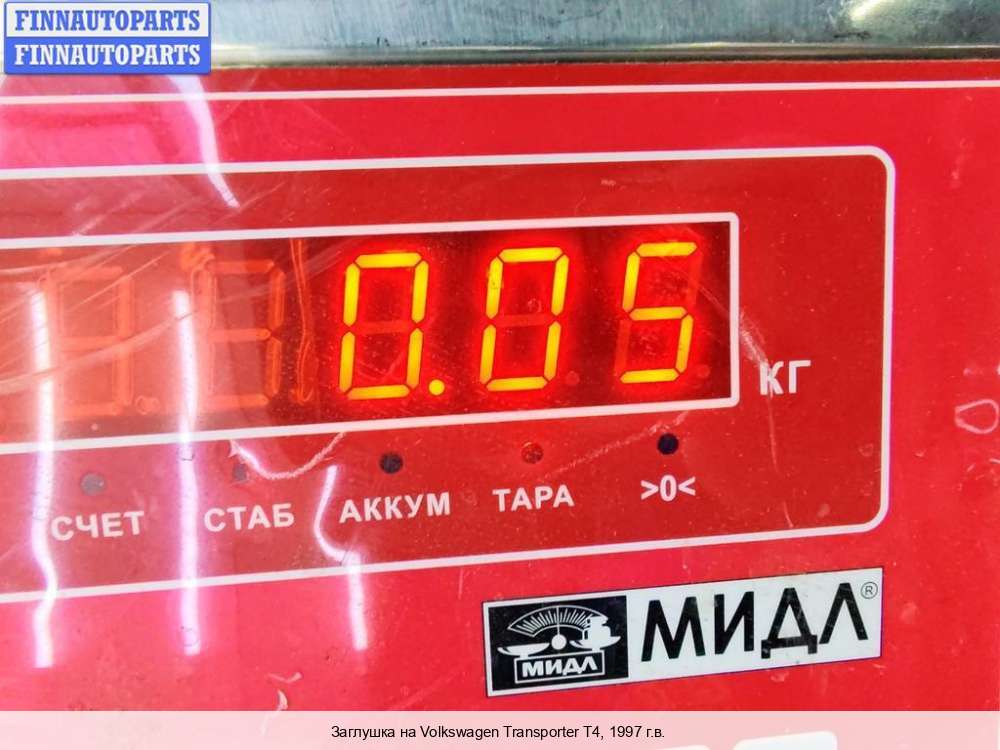 FINNAUTOPARTS
FINNAUTOPARTS
0.05
КГ
СЧЕТ СТАБ АККУМ ТАРА >0<
МИДЛ МИДЛ®
Заглушка на Volkswagen Transporter T4, 1997 г.в.